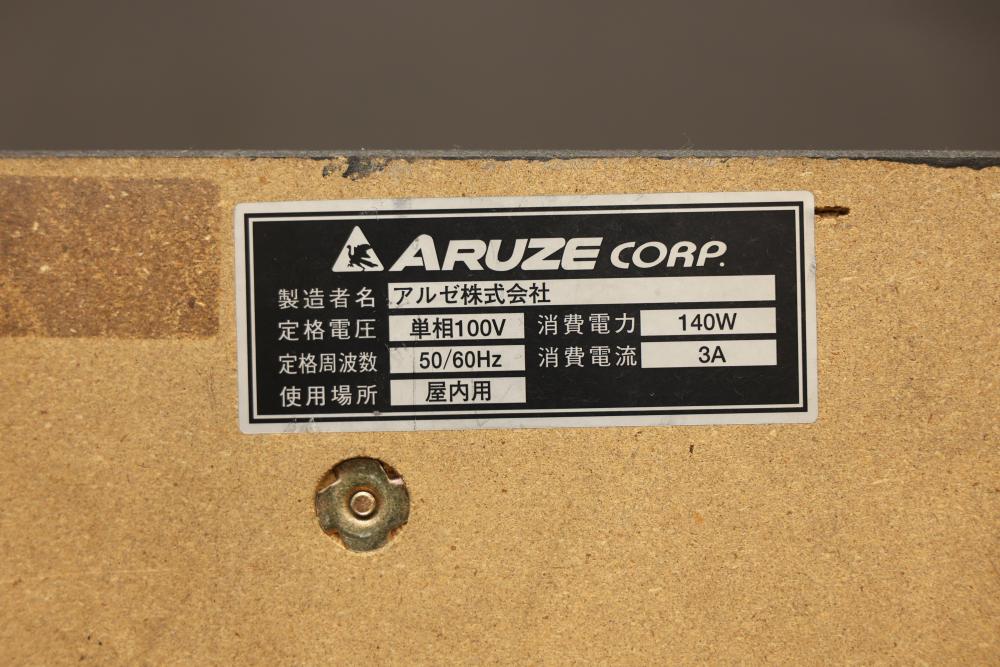 ARUZE CORP.
製造者名 アルゼ株式会社
定格電圧 単相100V 消費電力 140W
定格周波数 50/60Hz 消費電流 3A
使用場所 屋内用